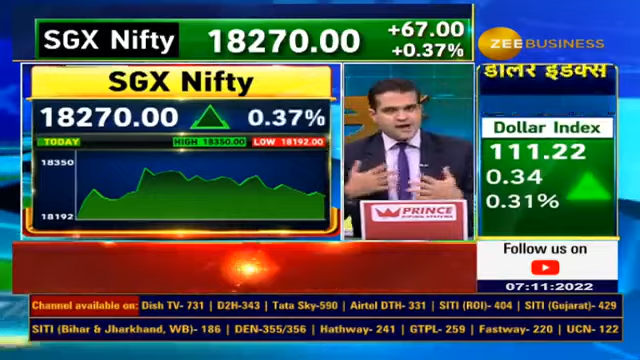 SGX Nifty 18270.00 +67.00
+0.37%
ZEE BUSINESS
SGX Nifty
18270.00 0.37%
TODAY HIGH 18350.00 LOW 18192.00
18350
18192
PRINCE
PIPING SYSTEMS
डॉलर इंडेक्स
Dollar Index
111.22
0.34
0.31%
Follow us on
YouTube
07:11:2022
Channel available on: Dish TV- 731 | D2H-343 | Tata Sky-590 | Airtel DTH- 331 | SITI (ROI)- 404 | SITI (Gujarat)- 429
SITI (Bihar & Jharkhand, WB)- 186 | DEN-355/356 | Hathway- 241 | GTPL- 259 | Fastway- 220 | UCN- 122